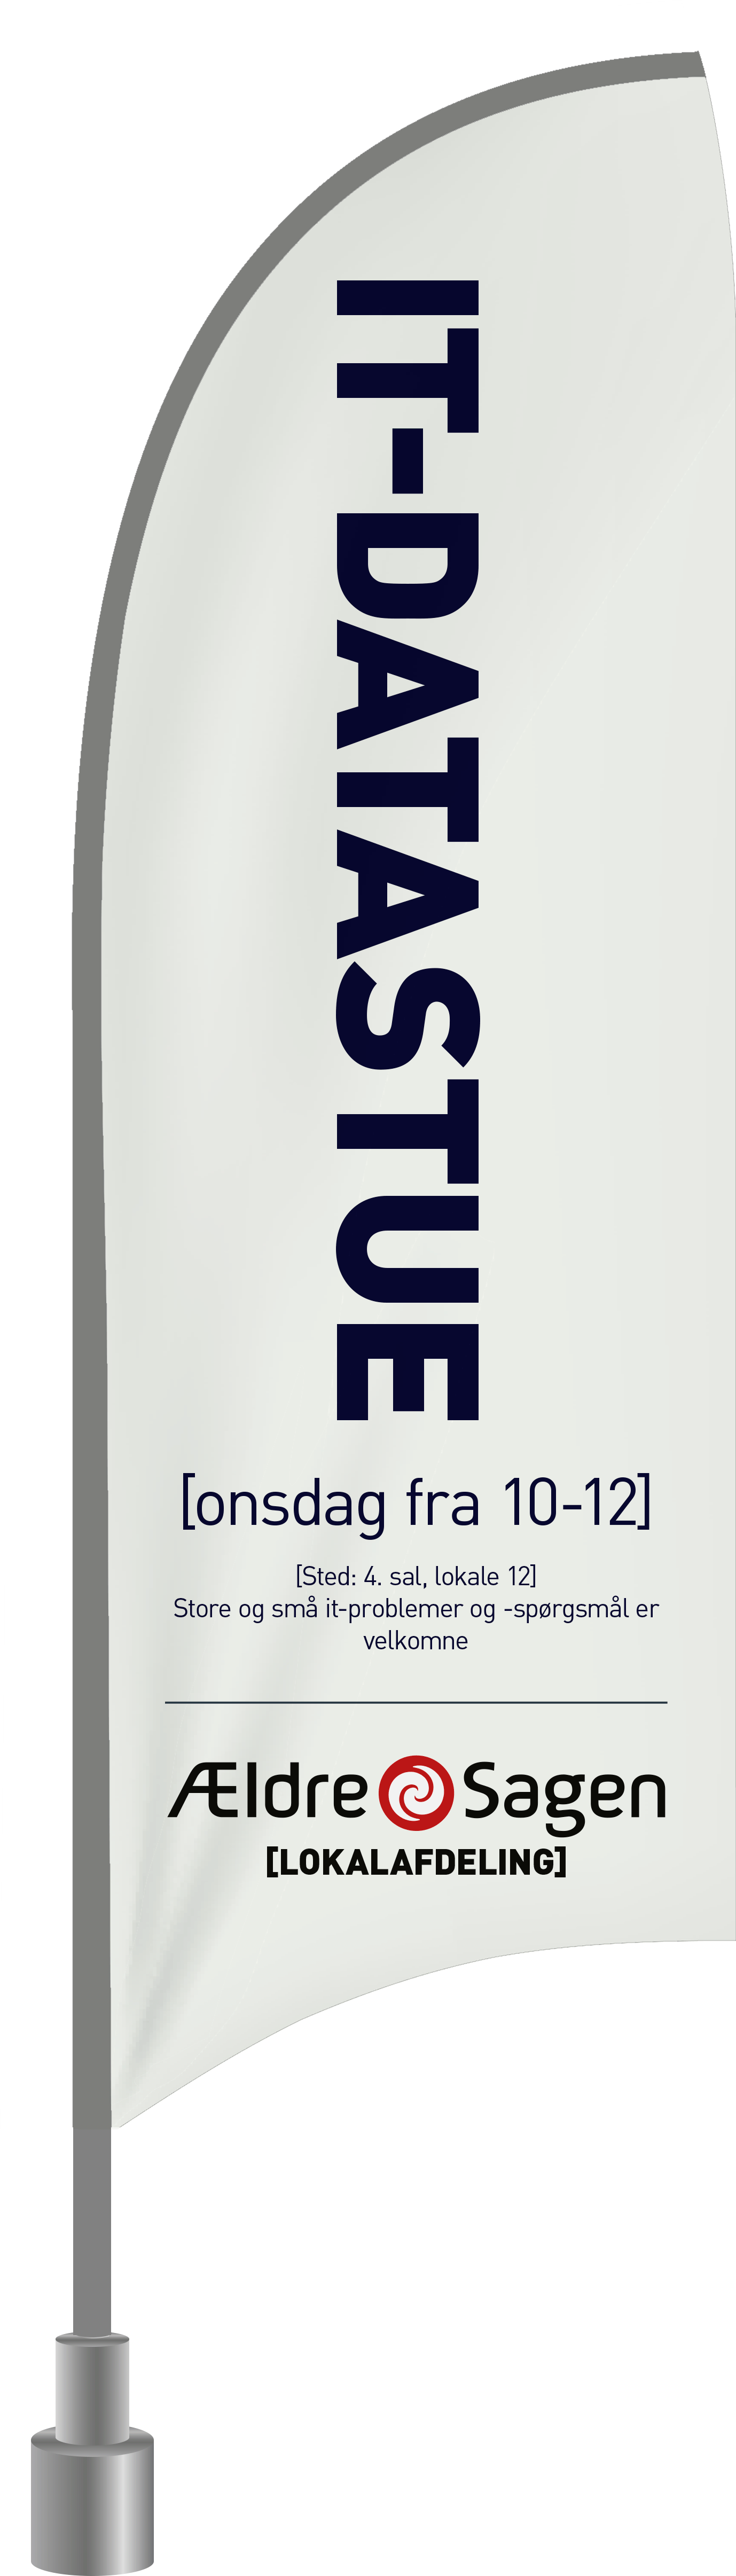 IT-DATASTUE
[onsdag fra 10-12]
[Sted: 4. sal, lokale 12]
Store og små it-problemer og -spørgsmål er
velkomne
Ældre Sagen
[LOKALAFDELING]